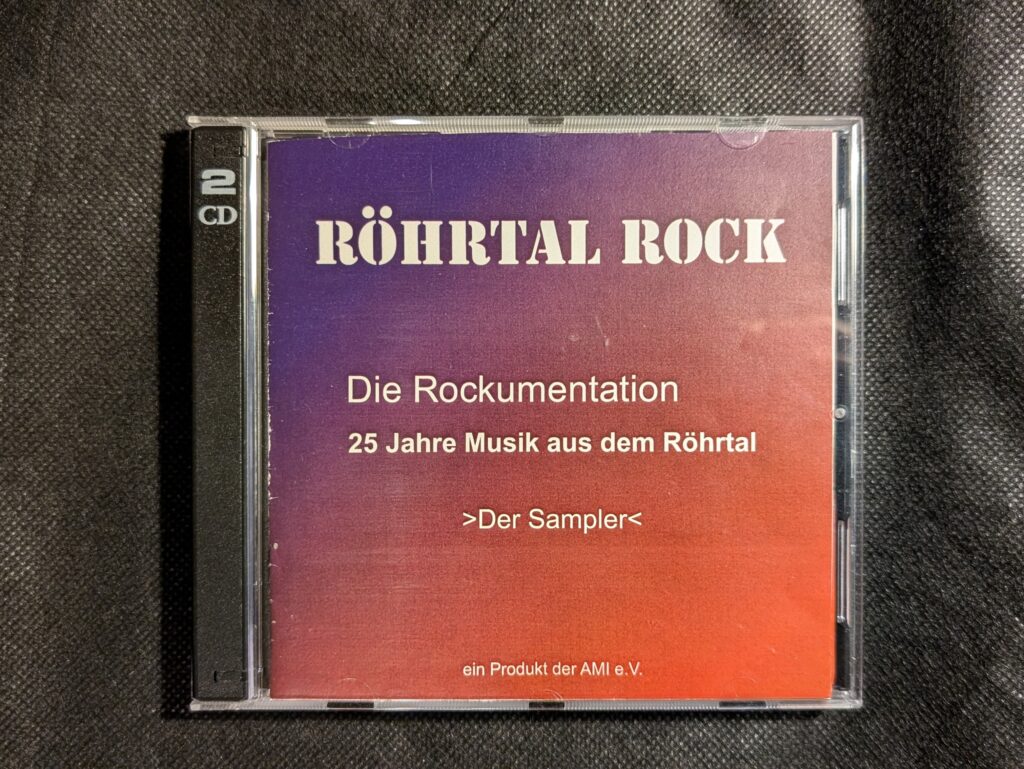 2
CD
RÖHRTAL ROCK
Die Rockumentation
25 Jahre Musik aus dem Röhrtal
>Der Sampler<
ein Produkt der AMI e.V.